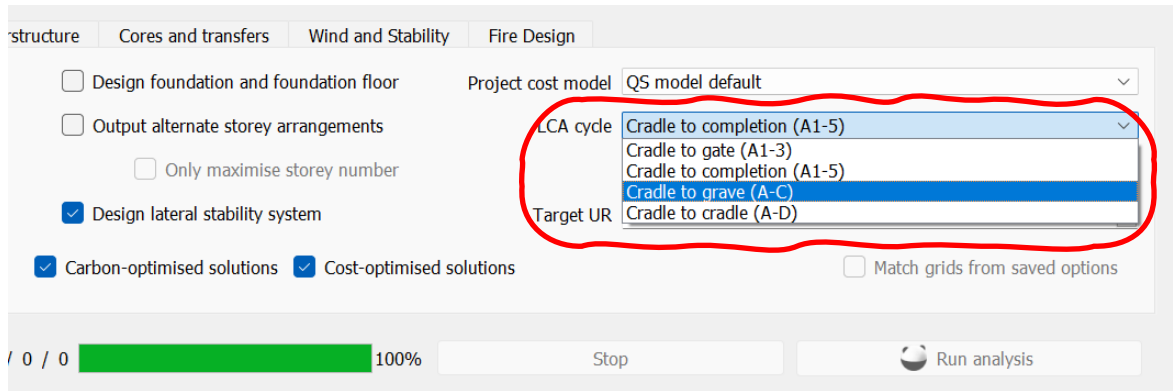 rstructure Cores and transfers Wind and Stability Fire Design
Design foundation and foundation floor Project cost model QS model default
Output alternate storey arrangements LCA cycle Cradle to completion (A1-5)
Cradle to gate (A1-3)
Cradle to completion (A1-5)
Only maximise storey number
Cradle to grave (A-C)
Design lateral stability system Target UR Cradle to cradle (A-D)
Carbon-optimised solutions Cost-optimised solutions Match grids from saved options
/ 0 / 0 100% Stop Run analysis